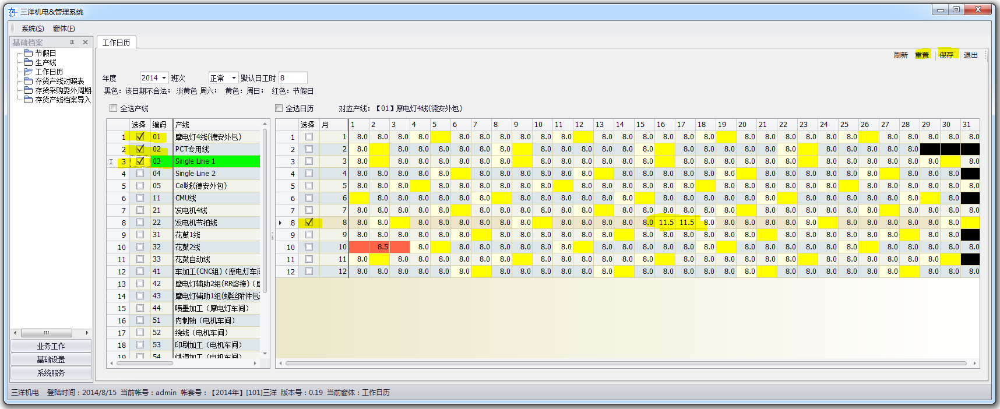 三洋机电&管理系统
系统(S) 窗体(F)
基础档案
节假日
生产线
工作日历
存货产线对照表
存货采购委外周期
存货产线档案导入
业务工作
基础设置
系统服务
工作日历
刷新 重置 保存 退出
年度 2014 班次 正常 默认日工时 8
黑色：该日期不合法； 淡黄色 周六； 黄色：周日； 红色：节假日
全选产线
选择 编码 产线
1 01 摩电灯4线(德安外包)
2 02 PCT专用线
3 03 Single Line 1
4 04 Single Line 2
5 05 Cell线(德安外包)
6 11 CMU线
7 21 发电机4线
8 22 发电机节拍线
9 31 花鼓1线
10 32 花鼓2线
11 33 花鼓自动线
12 41 车加工(CNC组)（摩电灯车间
13 42 摩电灯辅助2组(RR熔接)（摩
14 43 摩电灯辅助1组(螺丝附件包
15 44 喷墨加工（摩电灯车间）
16 51 内制轴（电机车间）
17 52 绕线（电机车间）
18 53 印刷加工（电机车间）
19 54 烘道加工（电机车间）
全选日历 对应产线：【01】摩电灯4线(德安外包)
选择 月 1 2 3 4 5 6 7 8 9 10 11 12 13 14 15 16 17 18 19 20 21 22 23 24 25 26 27 28 29 30 31
1 1 8.0 8.0 8.0 8.0 8.0 8.0 8.0 8.0 8.0 8.0 8.0 8.0 8.0 8.0 8.0 8.0 8.0 8.0 8.0 8.0 8.0 8.0 8.0 8.0 8.0 8.0 8.0
2 2 8.0 8.0 8.0 8.0 8.0 8.0 8.0 8.0 8.0 8.0 8.0 8.0 8.0 8.0 8.0 8.0 8.0 8.0 8.0 8.0 8.0 8.0 8.0 8.0
3 3 8.0 8.0 8.0 8.0 8.0 8.0 8.0 8.0 8.0 8.0 8.0 8.0 8.0 8.0 8.0 8.0 8.0 8.0 8.0 8.0 8.0 8.0 8.0 8.0 8.0 8.0
4 4 8.0 8.0 8.0 8.0 8.0 8.0 8.0 8.0 8.0 8.0 8.0 8.0 8.0 8.0 8.0 8.0 8.0 8.0 8.0 8.0 8.0 8.0 8.0 8.0 8.0 8.0
5 5 8.0 8.0 8.0 8.0 8.0 8.0 8.0 8.0 8.0 8.0 8.0 8.0 8.0 8.0 8.0 8.0 8.0 8.0 8.0 8.0 8.0 8.0 8.0 8.0 8.0 8.0 8.0
6 6 8.0 8.0 8.0 8.0 8.0 8.0 8.0 8.0 8.0 8.0 8.0 8.0 8.0 8.0 8.0 8.0 8.0 8.0 8.0 8.0 8.0 8.0 8.0 8.0 8.0
7 7 8.0 8.0 8.0 8.0 8.0 8.0 8.0 8.0 8.0 8.0 8.0 8.0 8.0 8.0 8.0 8.0 8.0 8.0 8.0 8.0 8.0 8.0 8.0 8.0 8.0 8.0 8.0
8 8 8.0 8.0 8.0 8.0 8.0 8.0 8.0 8.0 8.0 8.0 8.0 8.0 8.0 11.5 11.5 8.0 8.0 8.0 8.0 8.0 8.0 8.0 8.0 8.0 8.0 8.0 8.0
9 9 8.0 8.0 8.0 8.0 8.0 8.0 8.0 8.0 8.0 8.0 8.0 8.0 8.0 8.0 8.0 8.0 8.0 8.0 8.0 8.0 8.0 8.0 8.0 8.0 8.0 8.0
10 10 8.5 8.0 8.0 8.0 8.0 8.0 8.0 8.0 8.0 8.0 8.0 8.0 8.0 8.0 8.0 8.0 8.0 8.0 8.0 8.0 8.0 8.0 8.0 8.0 8.0
11 11 8.0 8.0 8.0 8.0 8.0 8.0 8.0 8.0 8.0 8.0 8.0 8.0 8.0 8.0 8.0 8.0 8.0 8.0 8.0 8.0 8.0 8.0 8.0 8.0 8.0
12 12 8.0 8.0 8.0 8.0 8.0 8.0 8.0 8.0 8.0 8.0 8.0 8.0 8.0 8.0 8.0 8.0 8.0 8.0 8.0 8.0 8.0 8.0 8.0 8.0 8.0 8.0 8.0
三洋机电 登陆时间：2014/8/15 当前帐号：admin 帐套号：【2014年】[101]三洋 版本号：0.19 当前窗体：工作日历